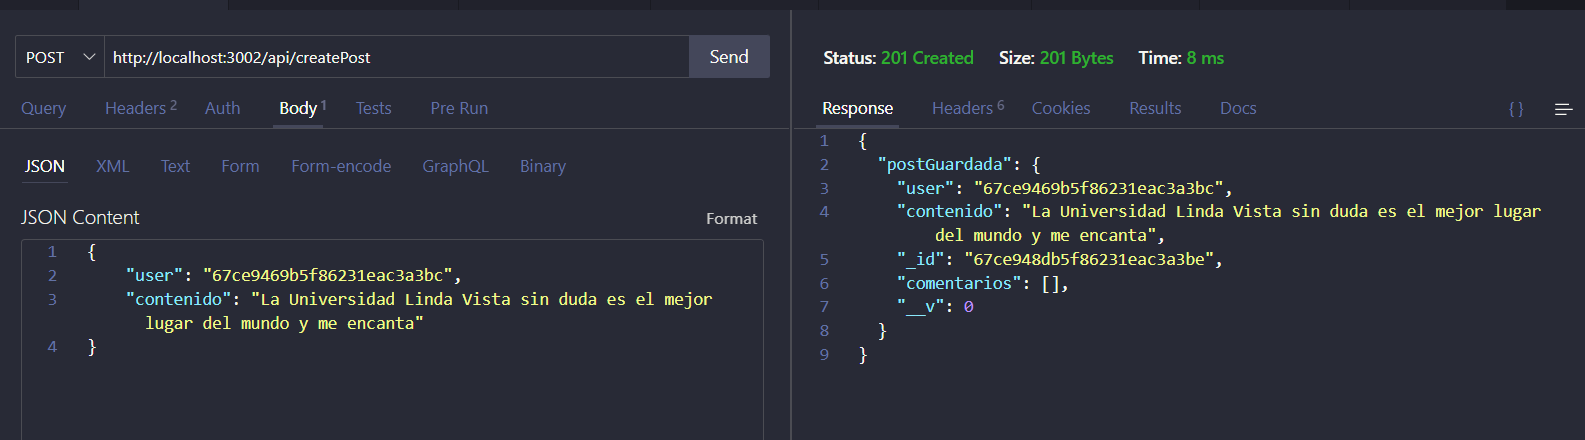 POST http://localhost:3002/api/createPost Send
Query Headers 2 Auth Body 1 Tests Pre Run
JSON XML Text Form Form-encode GraphQL Binary
JSON Content Format
1 {
2 "user": "67ce9469b5f86231eac3a3bc",
3 "contenido": "La Universidad Linda Vista sin duda es el mejor
lugar del mundo y me encanta"
4 }
Status: 201 Created Size: 201 Bytes Time: 8 ms
Response Headers 6 Cookies Results Docs { }
1 {
2 "postGuardada": {
3 "user": "67ce9469b5f86231eac3a3bc",
4 "contenido": "La Universidad Linda Vista sin duda es el mejor lugar
del mundo y me encanta",
5 "_id": "67ce948db5f86231eac3a3be",
6 "comentarios": [],
7 "__v": 0
8 }
9 }